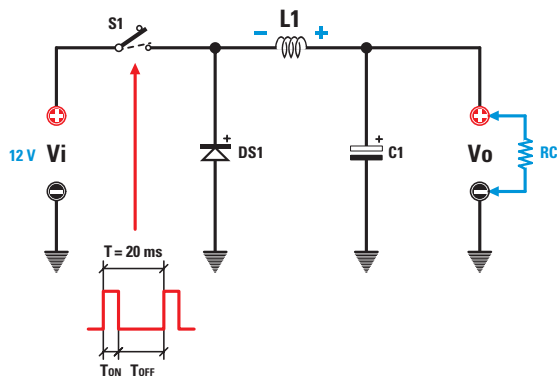 S1
L1
- +
+
12 V Vi
+
DS1
+
C1
+
Vo
RC
T = 20 ms
TON TOFF